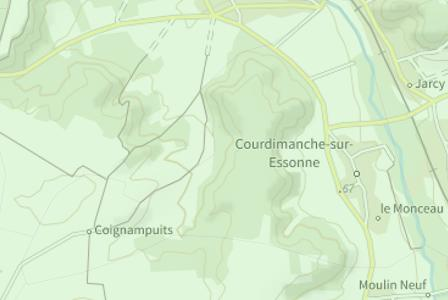 Jarcy
Courdimanche-sur-
Essonne
67
le Monceau
Coignampuits
Moulin Neuf